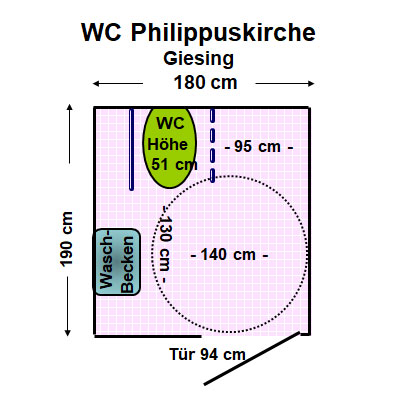 WC Philippuskirche
Giesing
180 cm
WC
Höhe
51 cm
- 95 cm -
190 cm
- 130 cm -
- 140 cm -
Wasch-
Becken
Tür 94 cm